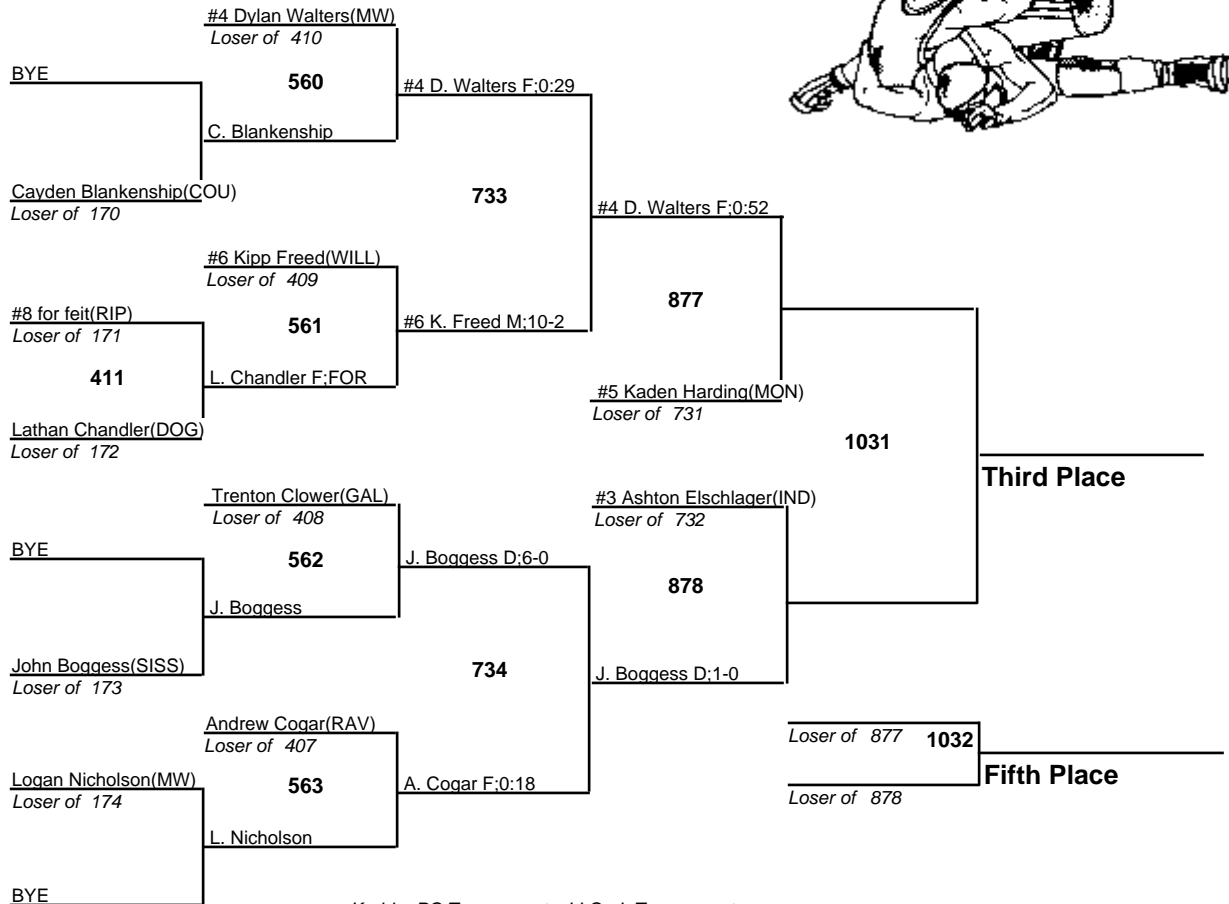 #4 Dylan Walters(MW)
Loser of 410
BYE
560
#4 D. Walters F;0:29
C. Blankenship
Cayden Blankenship(COU)
Loser of 170
733
#4 D. Walters F;0:52
#6 Kipp Freed(WILL)
Loser of 409
877
#8 for feit(RIP)
Loser of 171
561
#6 K. Freed M;10-2
411
L. Chandler F;FOR
#5 Kaden Harding(MON)
Loser of 731
Lathan Chandler(DOG)
Loser of 172
1031
Third Place
Trenton Clower(GAL)
Loser of 408
#3 Ashton Elschlager(IND)
Loser of 732
BYE
562
J. Boggess D;6-0
878
J. Boggess
John Boggess(SISS)
Loser of 173
734
J. Boggess D;1-0
Andrew Cogar(RAV)
Loser of 407
Loser of 877
1032
Logan Nicholson(MW)
Loser of 174
563
A. Cogar F;0:18
Fifth Place
Loser of 878
L. Nicholson
BYE